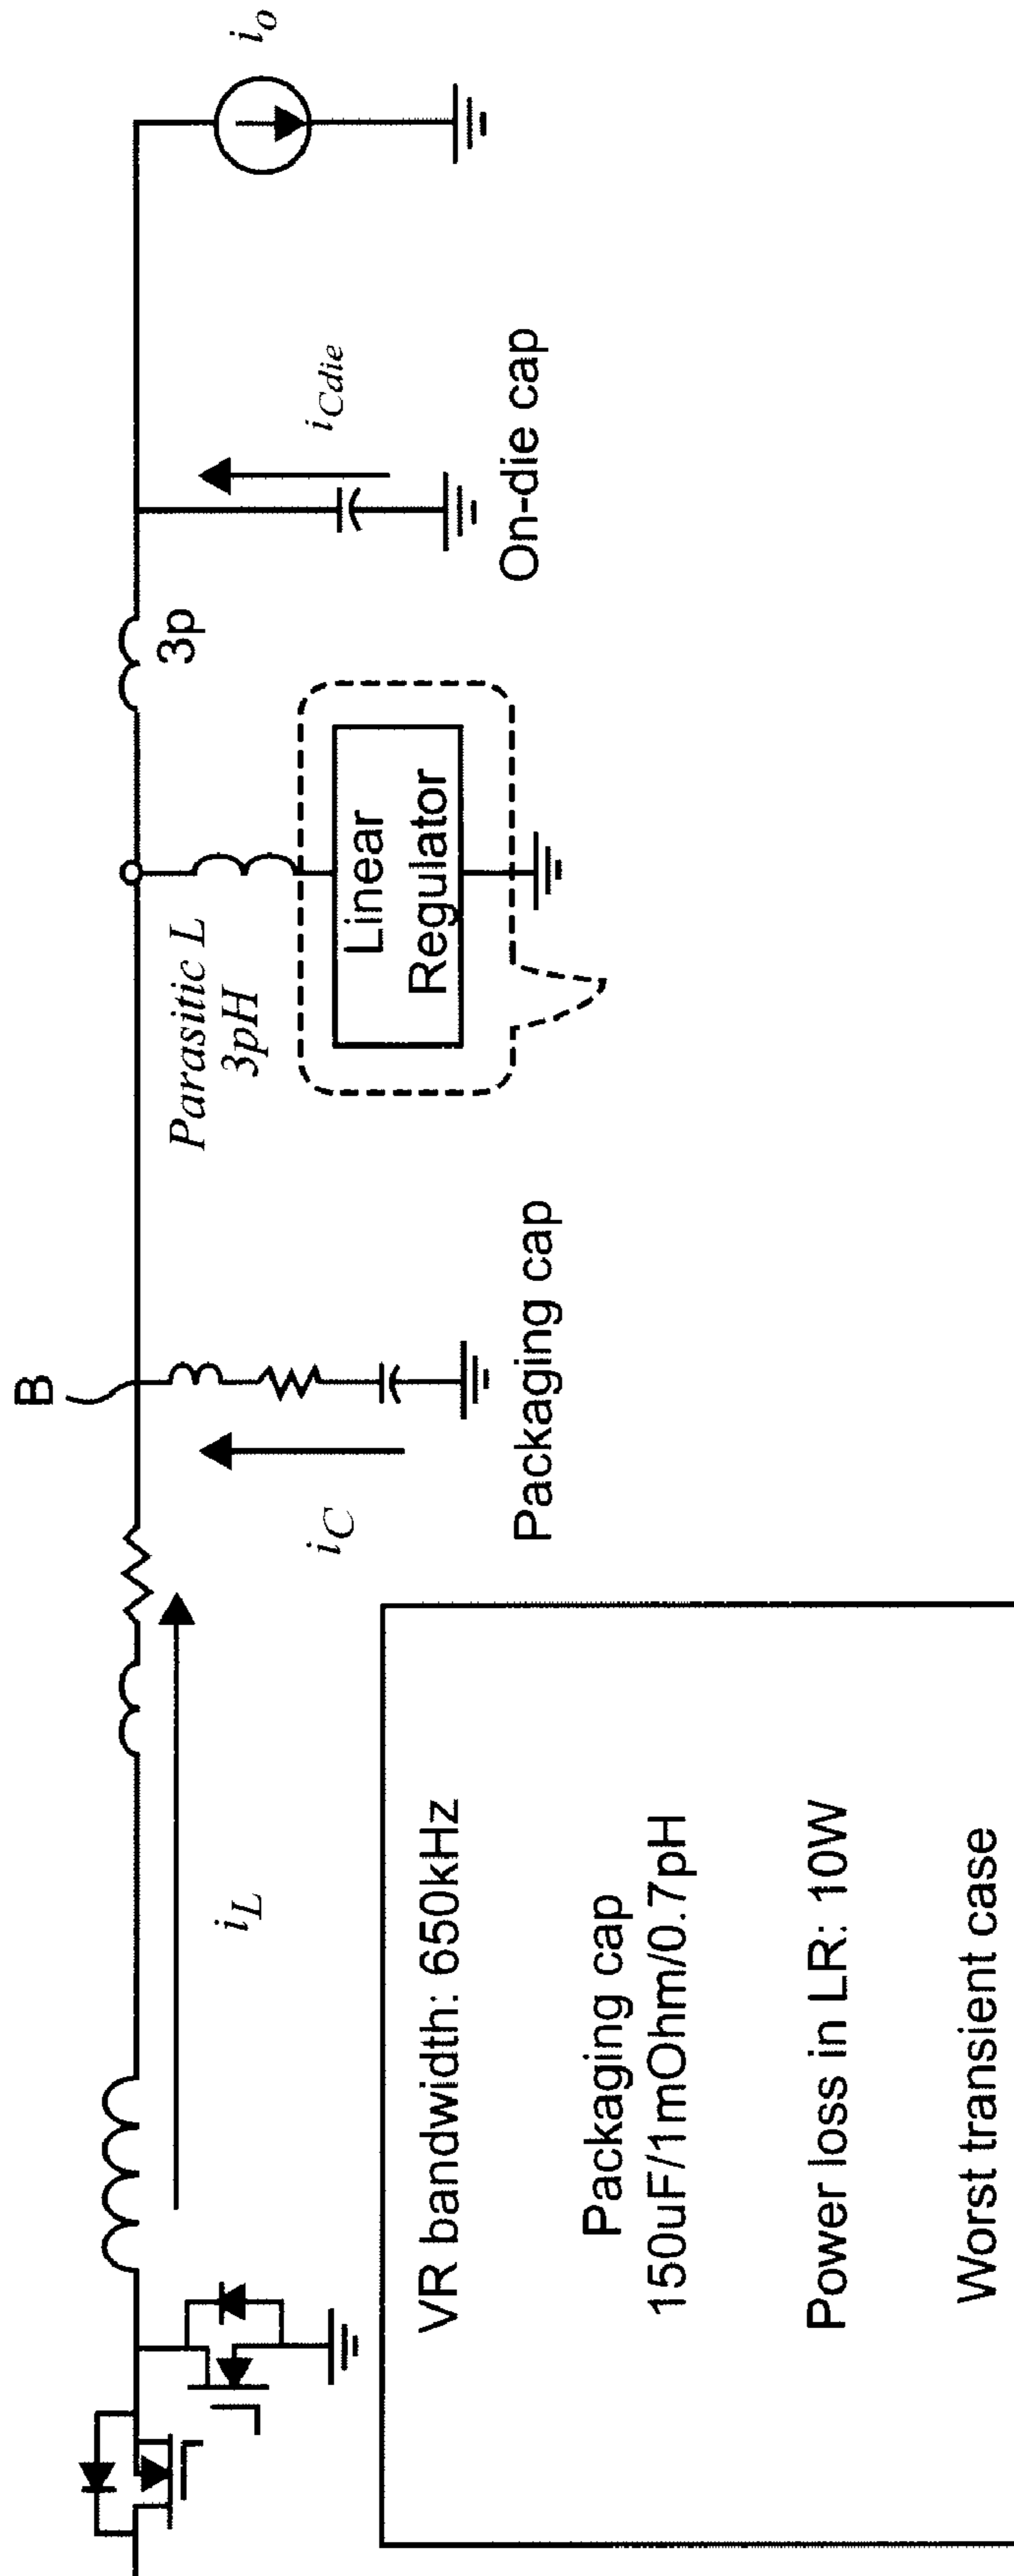 B
Parasitic L
3pH
3p
Linear
Regulator
i_L
i_C
i_Cdie
i_o
Packaging cap
On-die cap
VR bandwidth: 650kHz
Packaging cap
150uF/1mOhm/0.7pH
Power loss in LR: 10W
Worst transient case